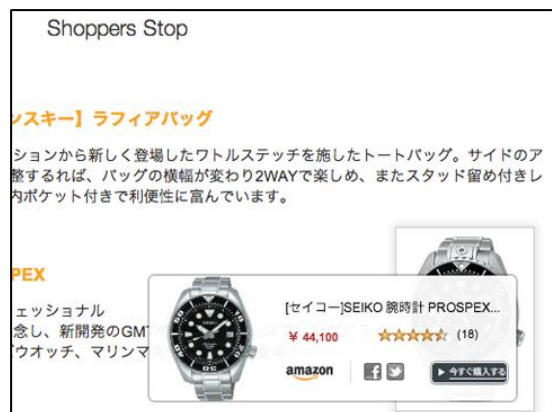 Shoppers Stop
ンスキー】ラフィアバッグ
ションから新しく登場したワトルステッチを施したトートバッグ。サイドのア
整するれば、バッグの横幅が変わり2WAYで楽しめ、またスタッド留め付きレ
内ポケット付きで利便性に富んでいます。
PEX
ェッショナル
念し、新開発のGMT
ウオッチ、マリンマス
[セイコー]SEIKO 腕時計 PROSPEX...
¥ 44,100
(18)
amazon
今すぐ購入する